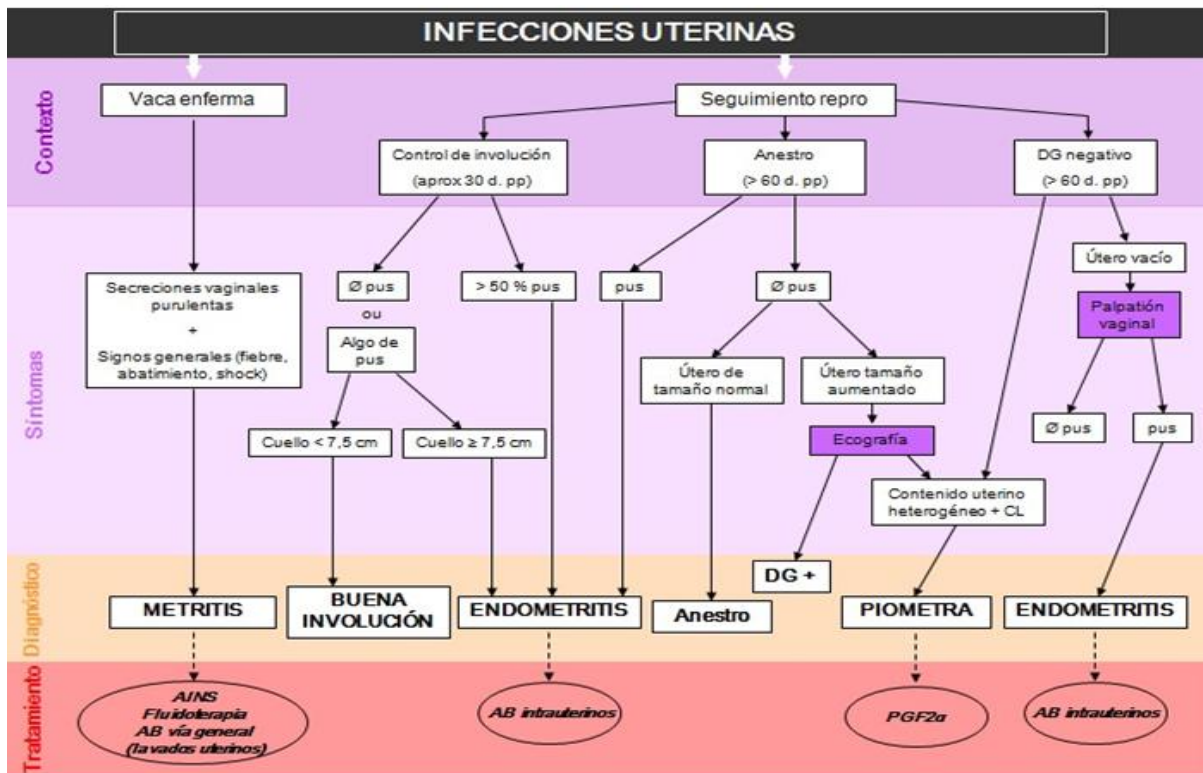 INFECCIONES UTERINAS
Contexto
Vaca enferma
Seguimiento repro
Control de involución
(aprox 30 d. pp)
Anestro
(> 60 d. pp)
DG negativo
(> 60 d. pp)
Síntomas
Secreciones vaginales
purulentas
+
Signos generales (fiebre,
abatimiento, shock)
Ø pus
ou
Algo de
pus
> 50 % pus
pus
Ø pus
Útero vacío
Palpatión
vaginal
Útero de
tamaño normal
Útero tamaño
aumentado
Cuello < 7,5 cm
Cuello ≥ 7,5 cm
Ecografía
Ø pus
pus
Contenido uterino
heterogéneo + CL
Diagnóstico
METRITIS
BUENA
INVOLUCIÓN
ENDOMETRITIS
Anestro
DG +
PIOMETRA
ENDOMETRITIS
Tratamiento
AINS
Fluidoterapia
AB vía general
(lavados uterinos)
AB intrauterinos
PGF2α
AB intrauterinos